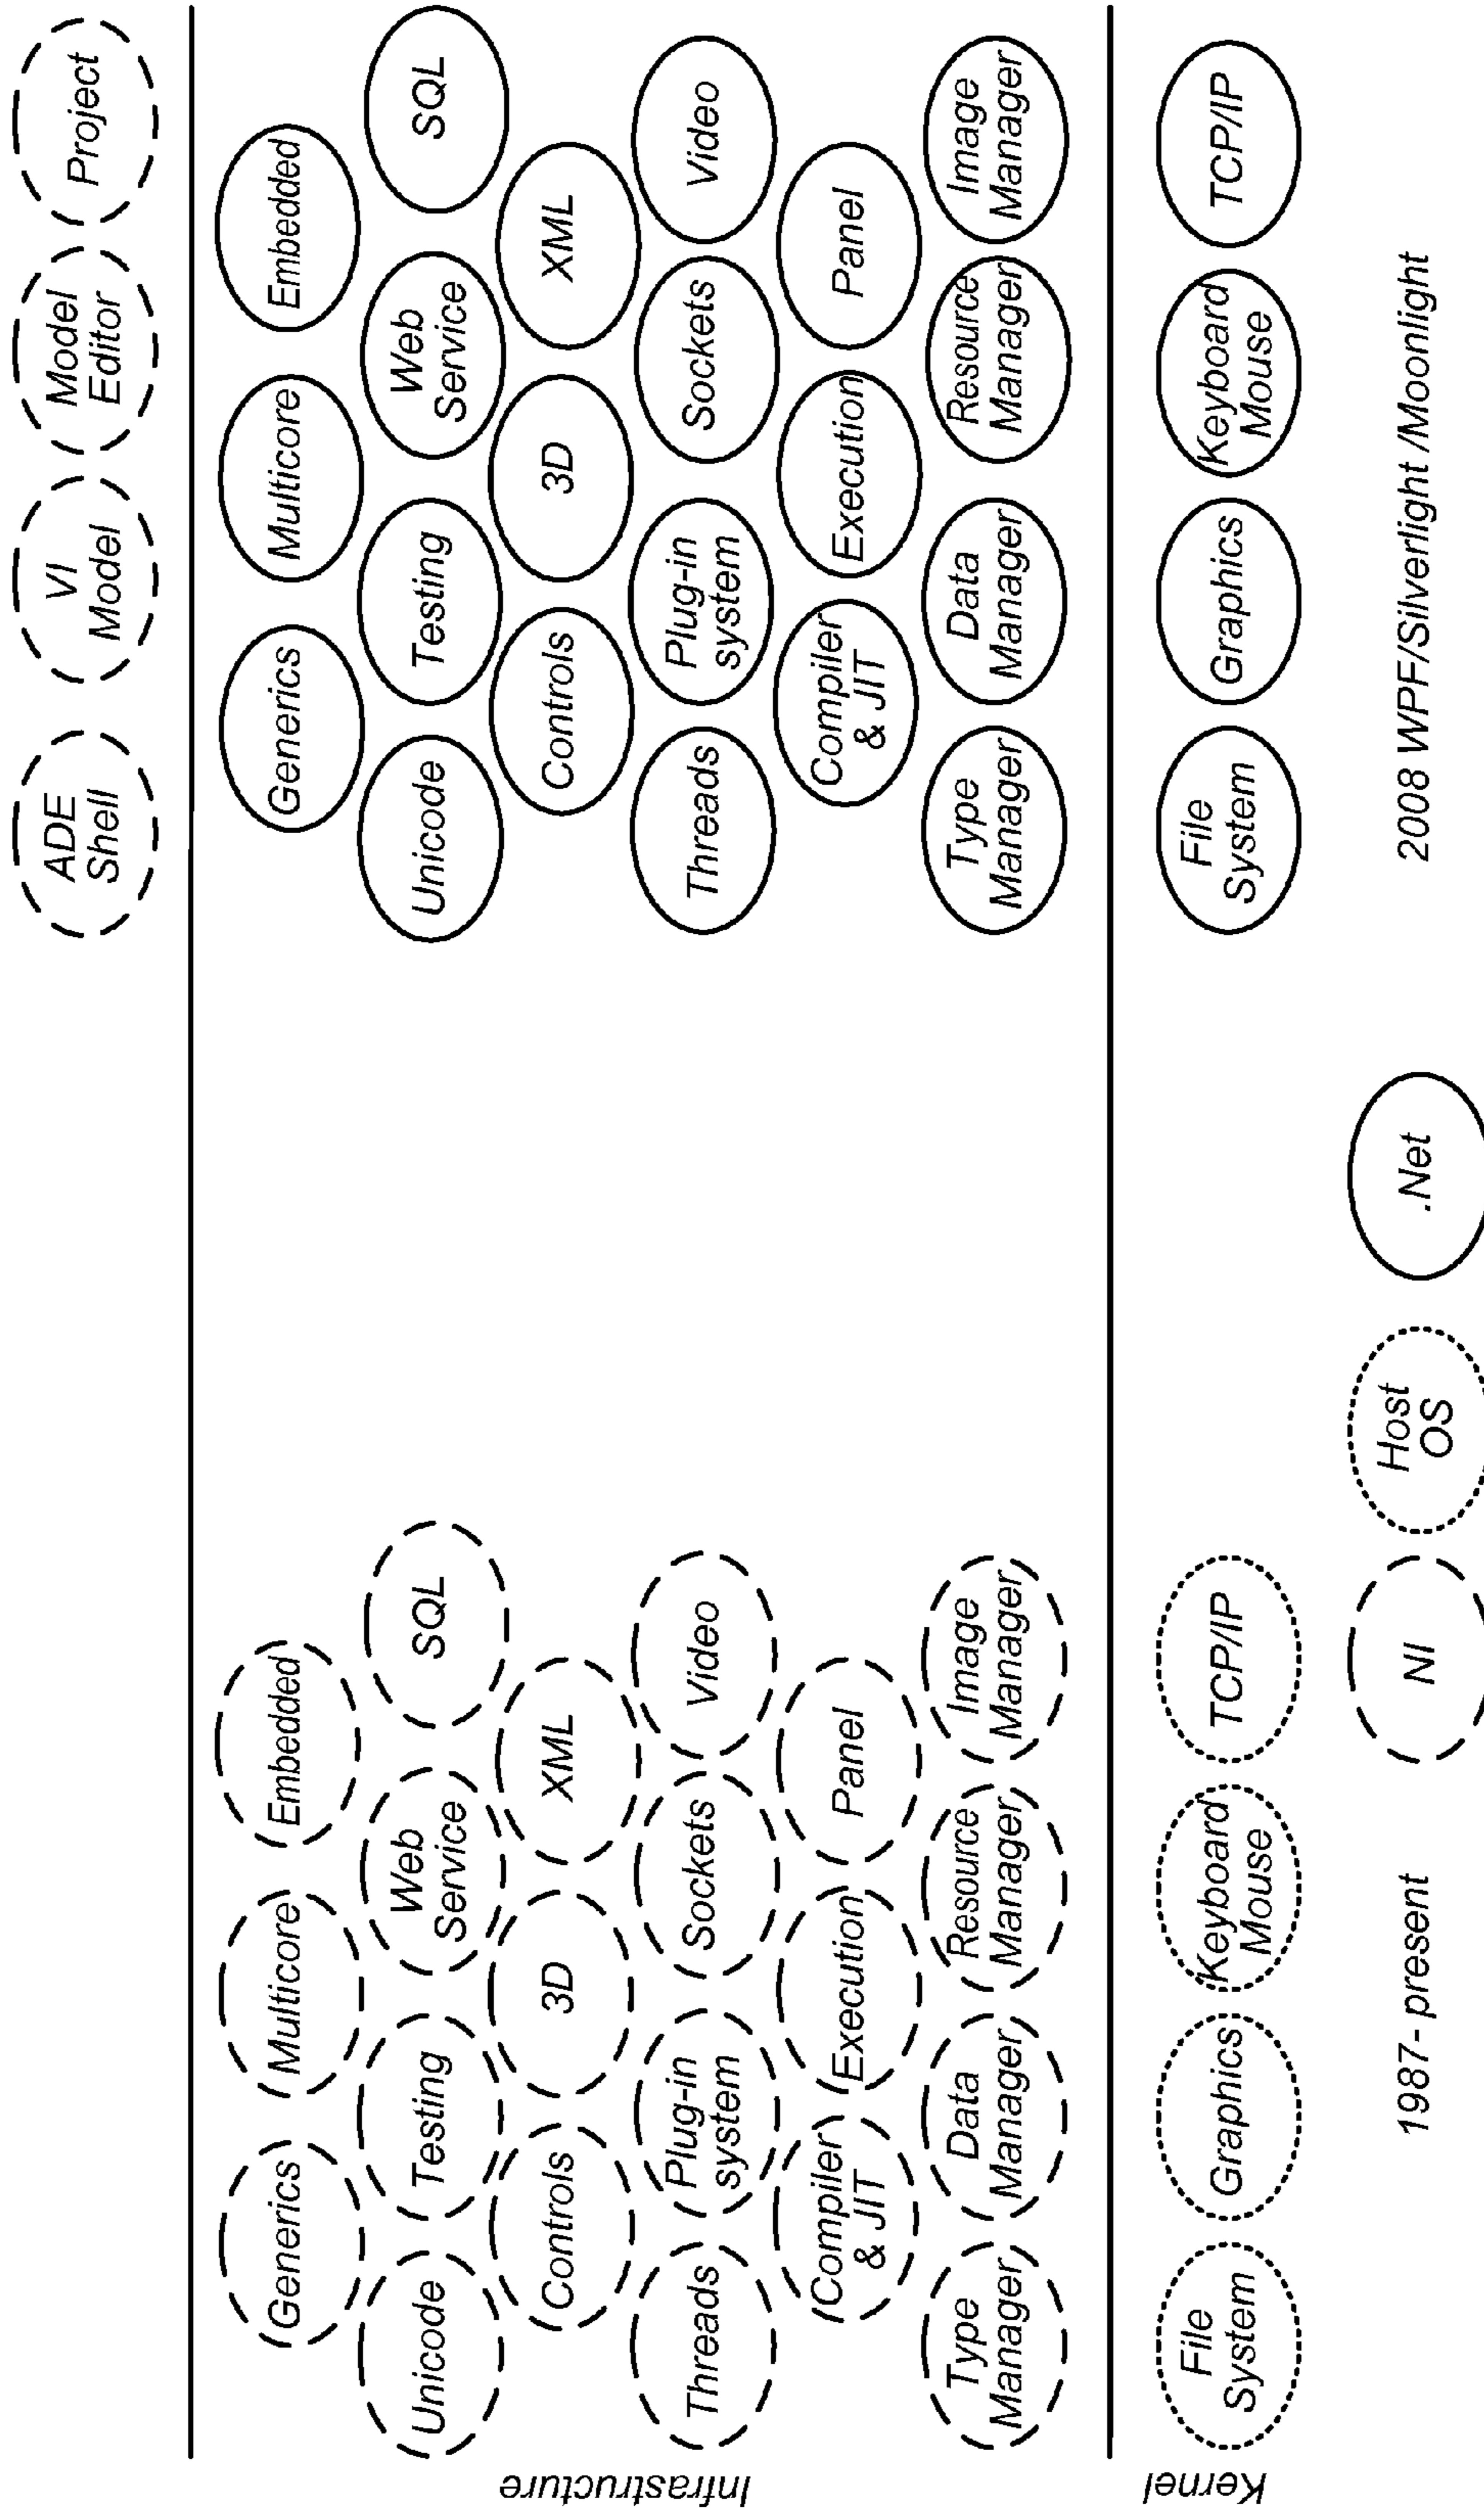 ADE
Shell
VI
Model
Model
Editor
Project
Infrastructure
Generics
Multicore
Embedded
Unicode
Testing
Web
Service
SQL
Controls
3D
XML
Threads
Plug-in
system
Sockets
Video
Compiler
& JIT
Execution
Panel
Type
Manager
Data
Manager
Resource
Manager
Image
Manager
Generics
Multicore
Embedded
Unicode
Testing
Web
Service
SQL
Controls
3D
XML
Threads
Plug-in
system
Sockets
Video
Compiler
& JIT
Execution
Panel
Type
Manager
Data
Manager
Resource
Manager
Image
Manager
Kernel
File
System
Graphics
Keyboard
Mouse
TCP/IP
File
System
Graphics
Keyboard
Mouse
TCP/IP
1987- present
NI
Host
OS
.Net
2008 WPF/Silverlight /Moonlight